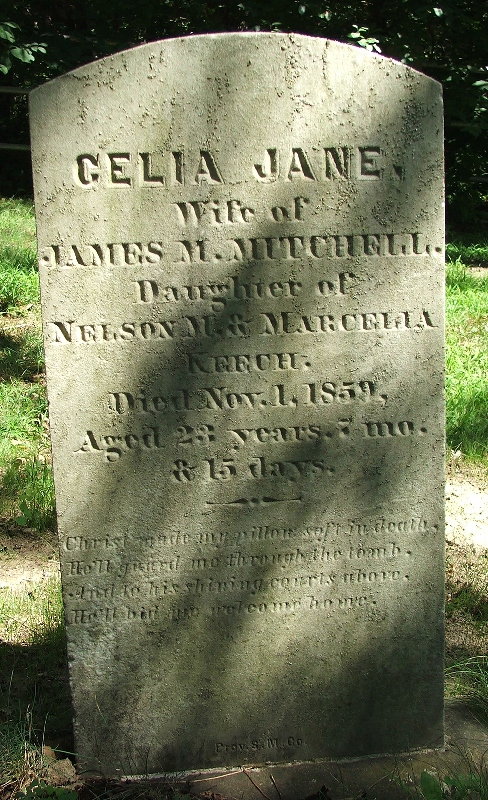 CELIA JANE,
Wife of
JAMES M. MITCHELL.
Daughter of
NELSON M. & MARCELIA
KEECH.
Died Nov. 1, 1859,
Aged 23 years. 7 mo.
& 15 days.
Christ made my pillow soft in death,
He'll guard me through the tomb.
And to his shining courts above.
He'll bid me welcome home.
Prov. S. M. Co.